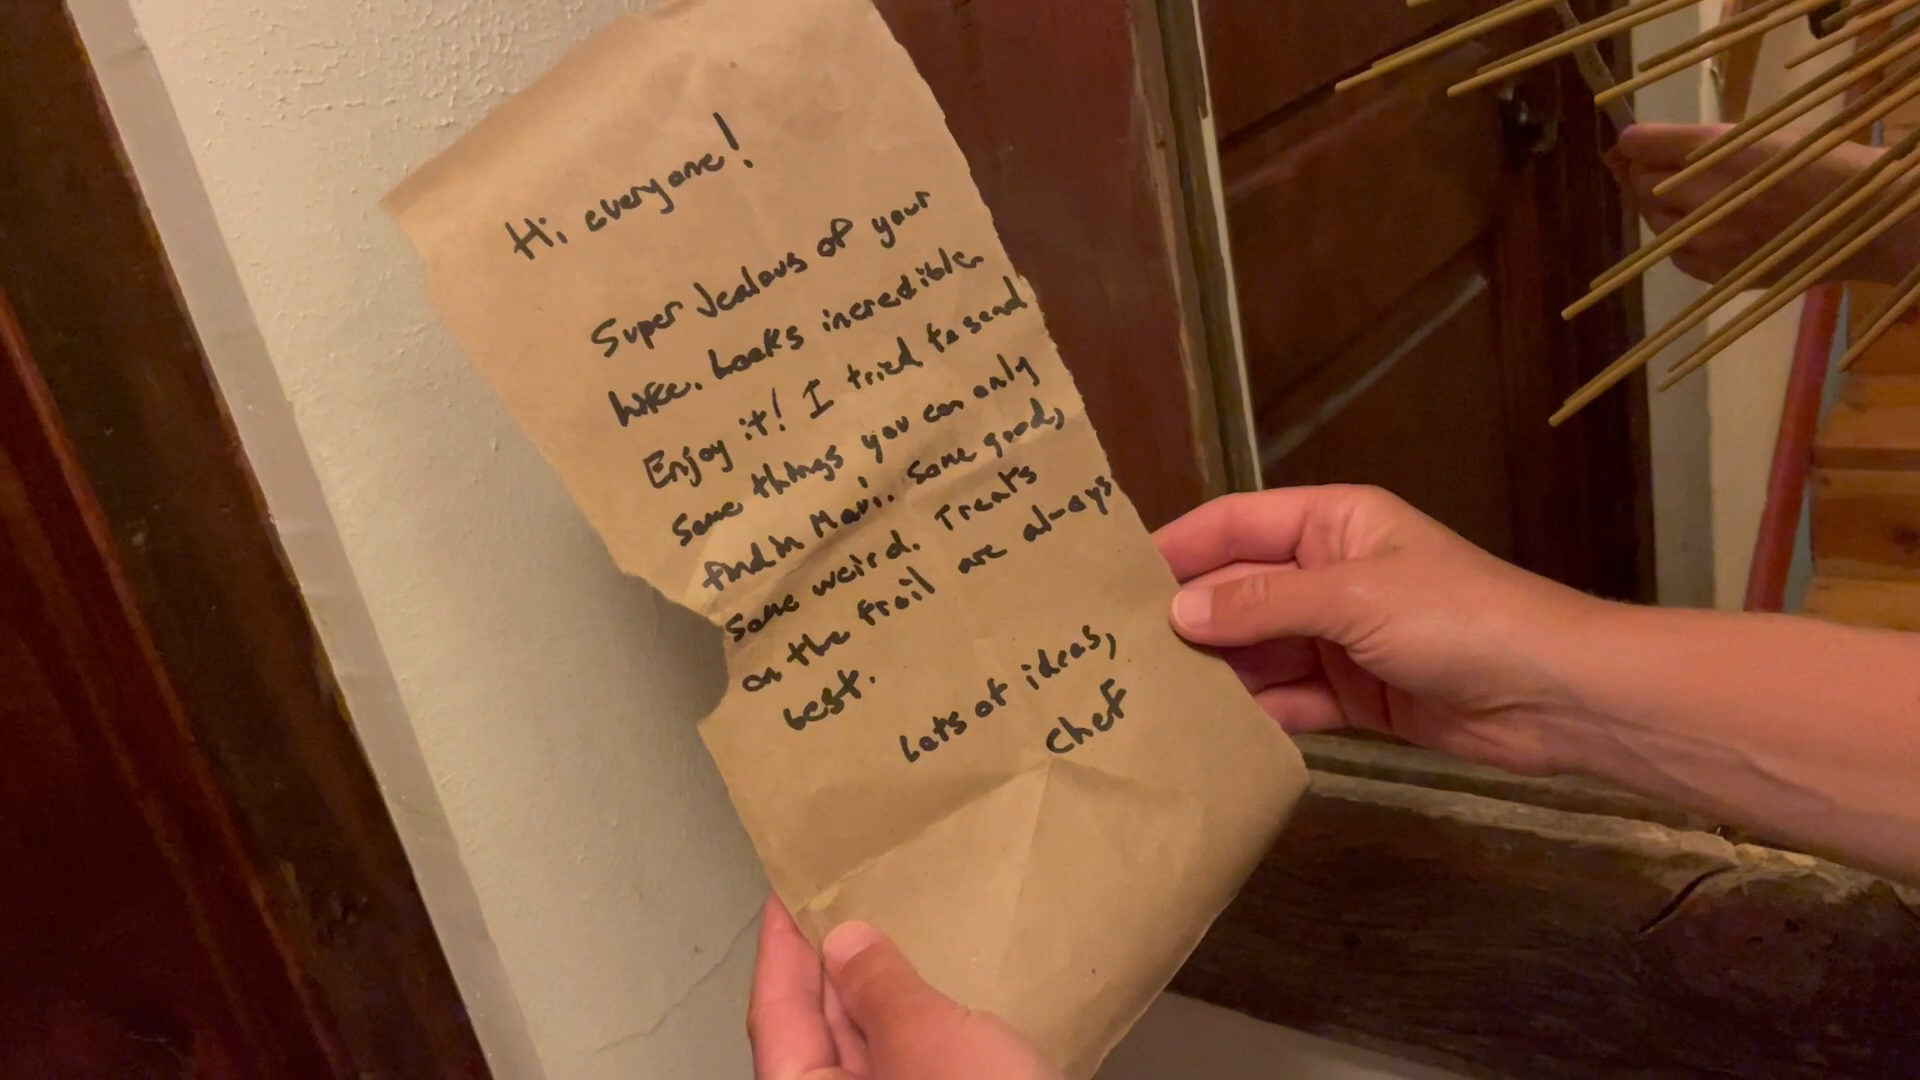 Hi, everyone!
Super Jealous of your
hike. Looks incredible.
Enjoy it! I tried to send
some things you can only
find in Maui. Some good,
some weird. Treats
on the trail are always
best.
Lots of ideas,
Chef